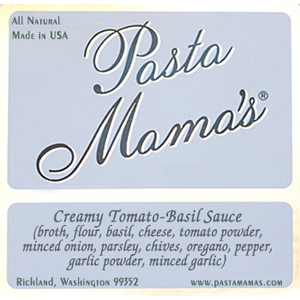 All Natural
Made in USA
Pasta
Mama's®
Creamy Tomato-Basil Sauce
(broth, flour, basil, cheese, tomato powder,
minced onion, parsley, chives, oregano, pepper,
garlic powder, minced garlic)
Richland, Washington 99352
www.pastamamas.com